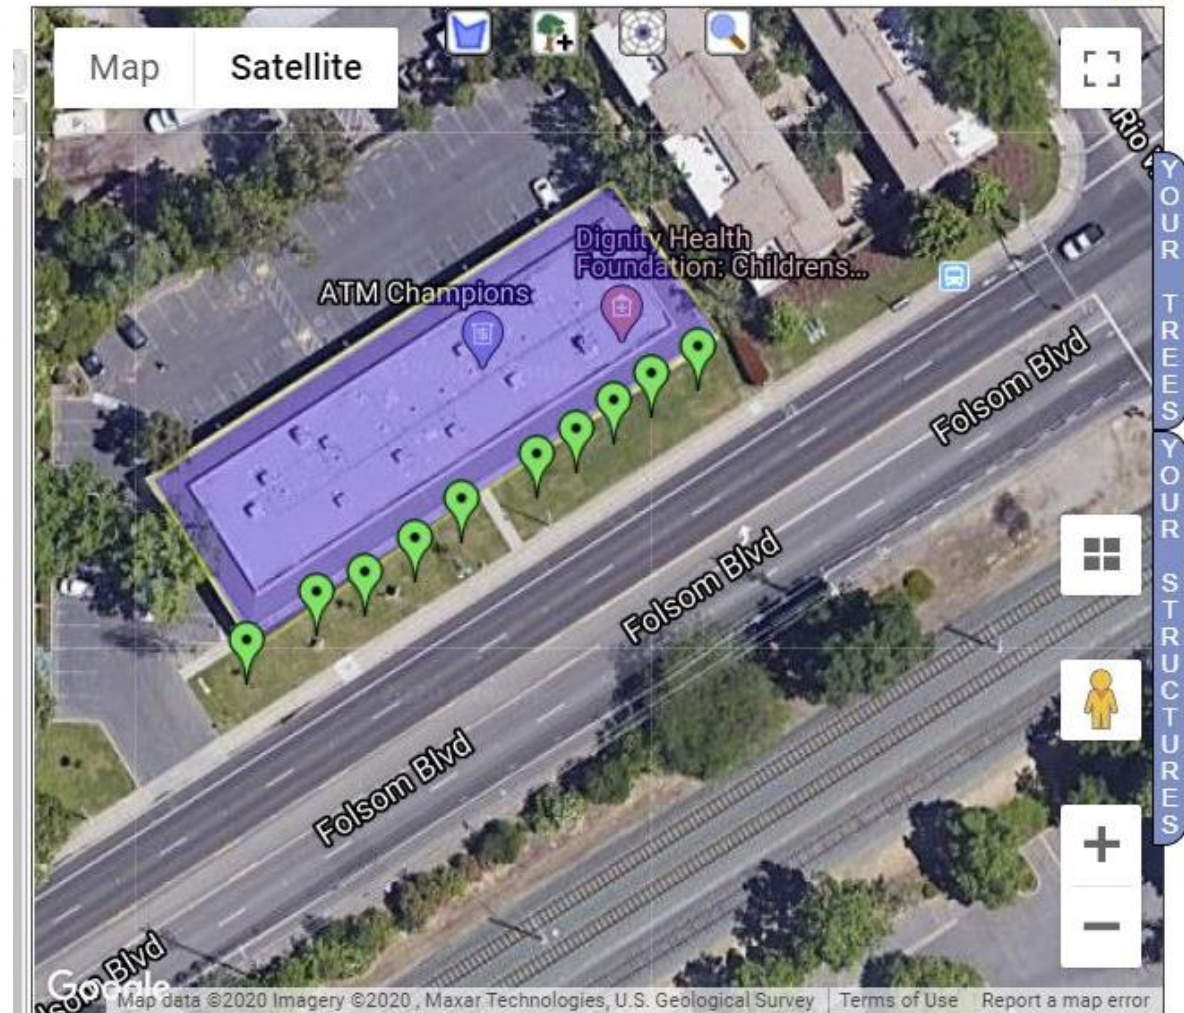 Map
Satellite
Rio
YOUR TREES
Dignity Health
Foundation: Childrens...
ATM Champions
Folsom Blvd
YOUR STRUCTURES
Folsom Blvd
Folsom Blvd
Blvd
Google
Map data ©2020 Imagery ©2020 , Maxar Technologies, U.S. Geological Survey
Terms of Use
Report a map error